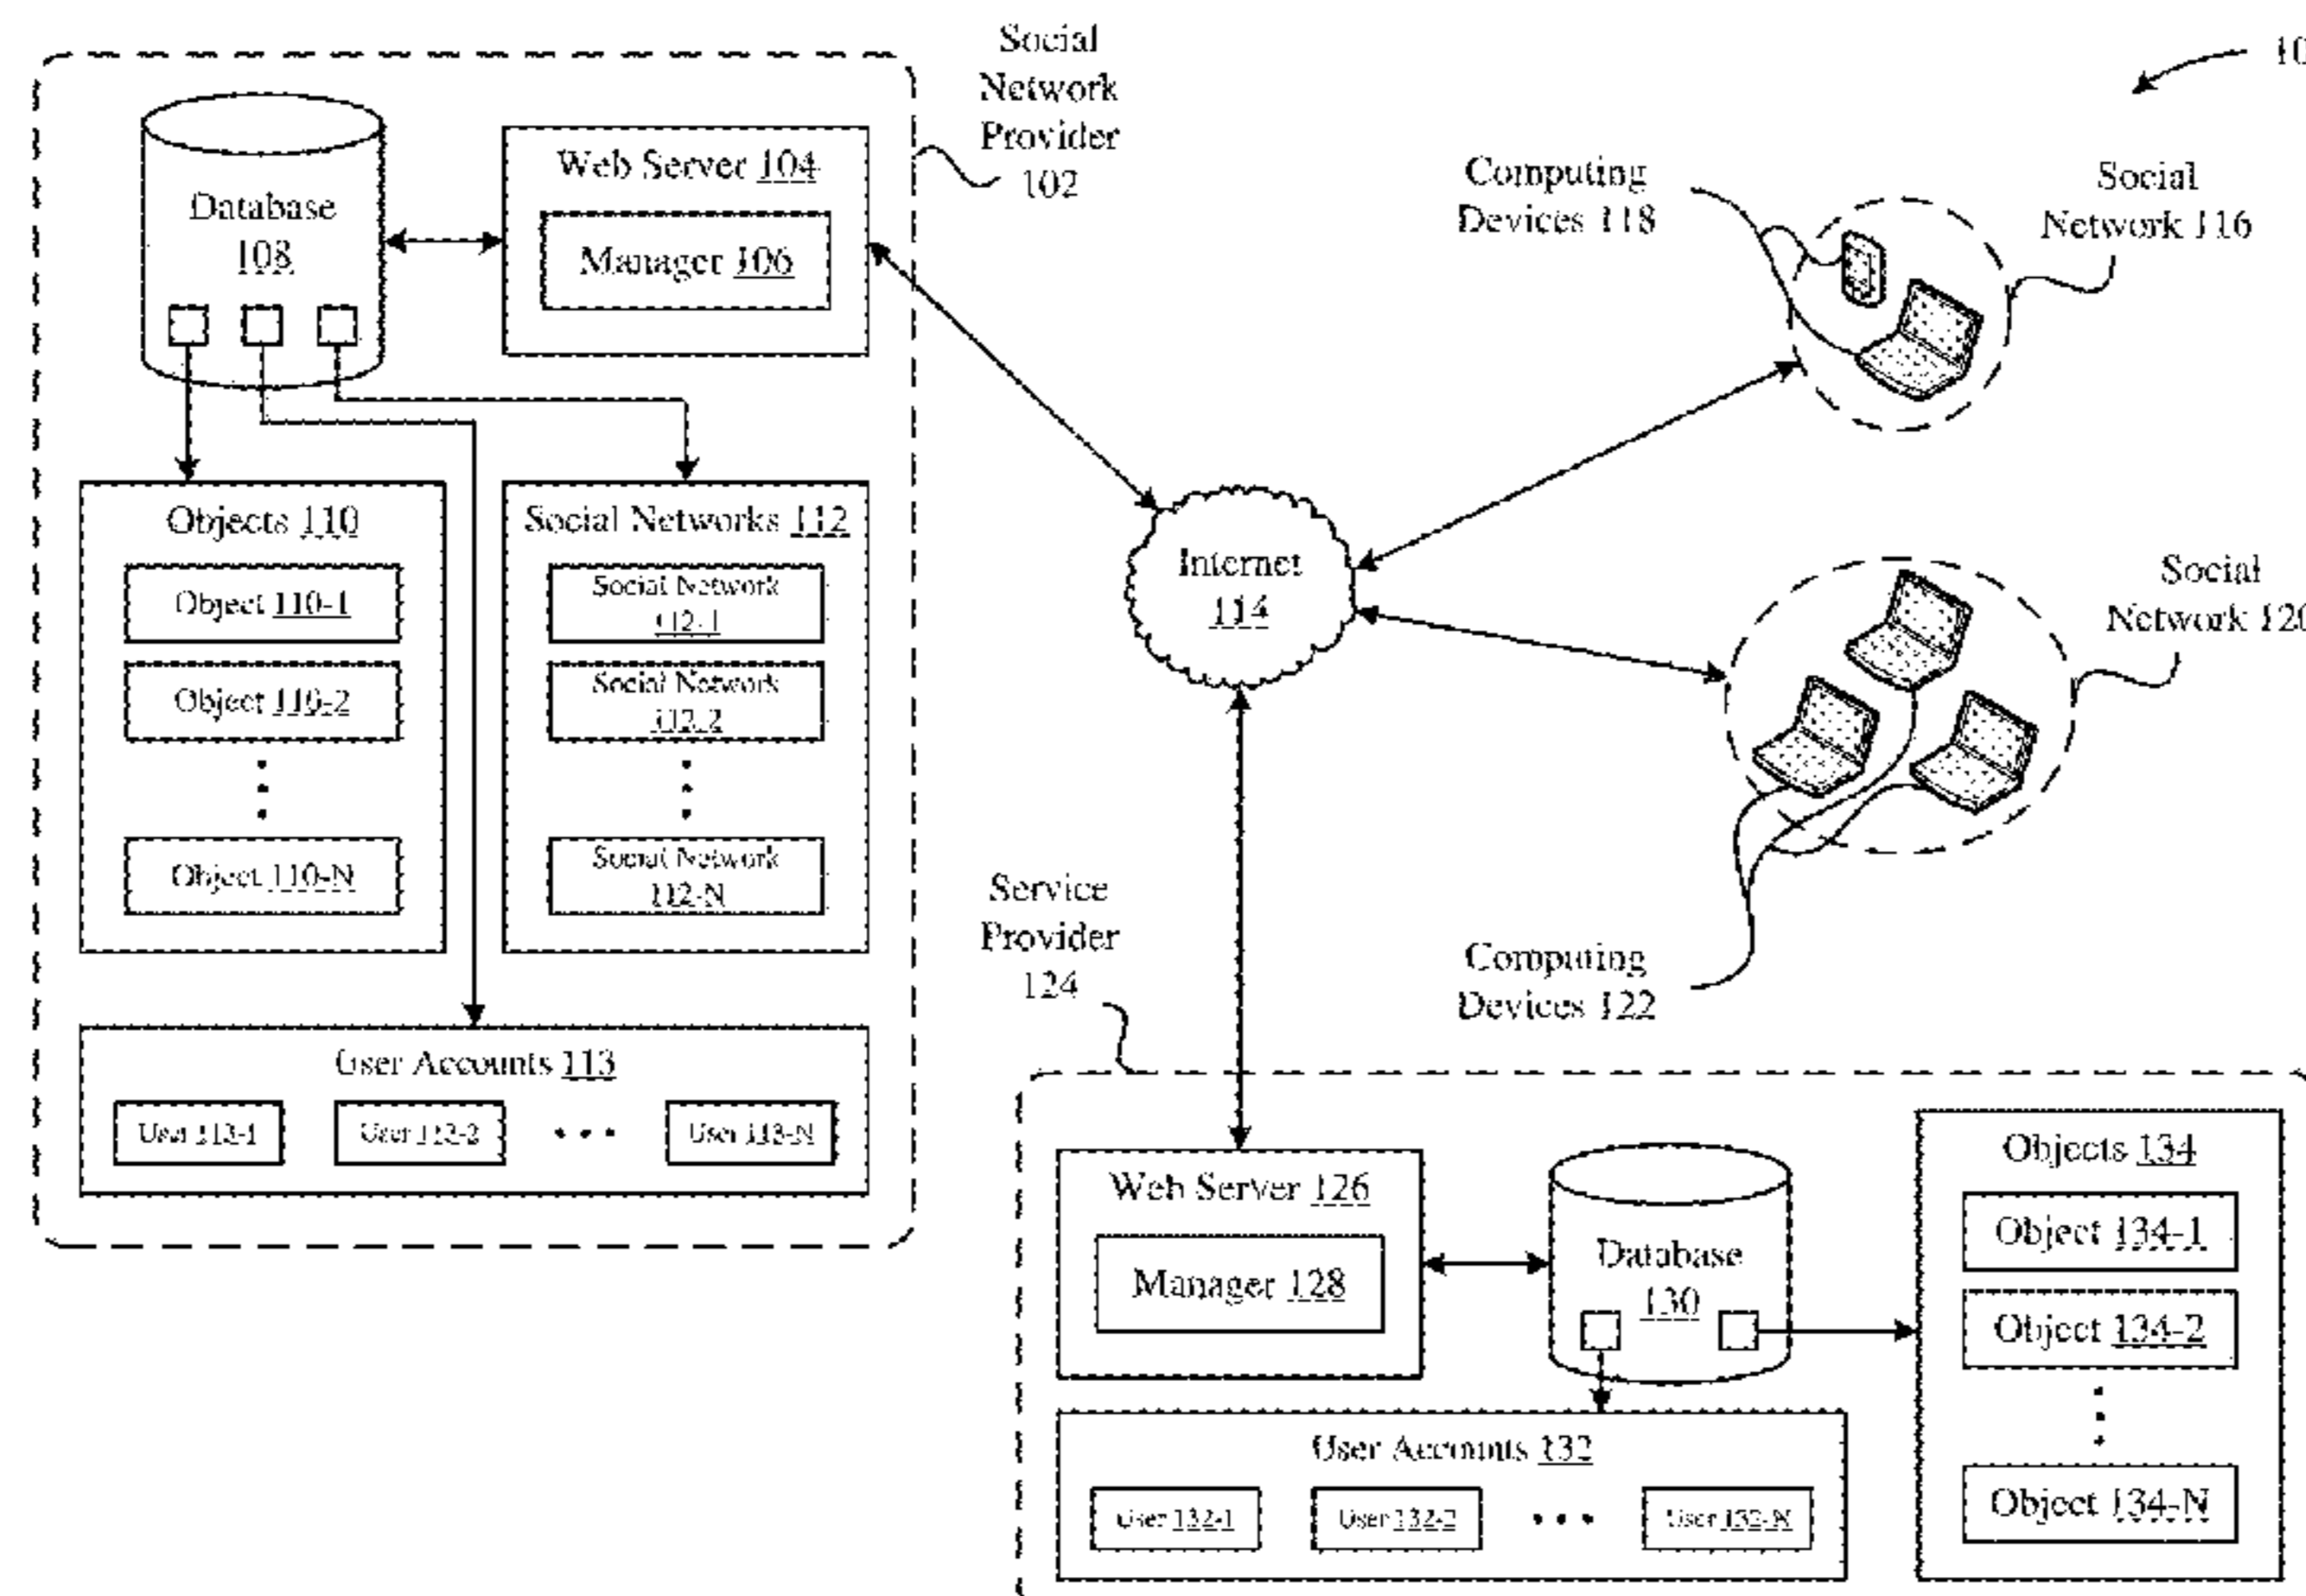 Social
Network
Provider
102
Database
108
Web Server 104
Manager 106
Objects 110
Object 110-1
Object 110-2
Object 110-N
Social Networks 112
Social Network
112-1
Social Network
112-2
Social Network
112-N
User Accounts 113
User 113-1
User 113-2
User 113-N
Internet
114
10
Computing
Devices 118
Social
Network 116
Social
Network 120
Computing
Devices 122
Service
Provider
124
Web Server 126
Manager 128
Database
130
User Accounts 132
User 132-1
User 132-2
User 132-N
Objects 134
Object 134-1
Object 134-2
Object 134-N